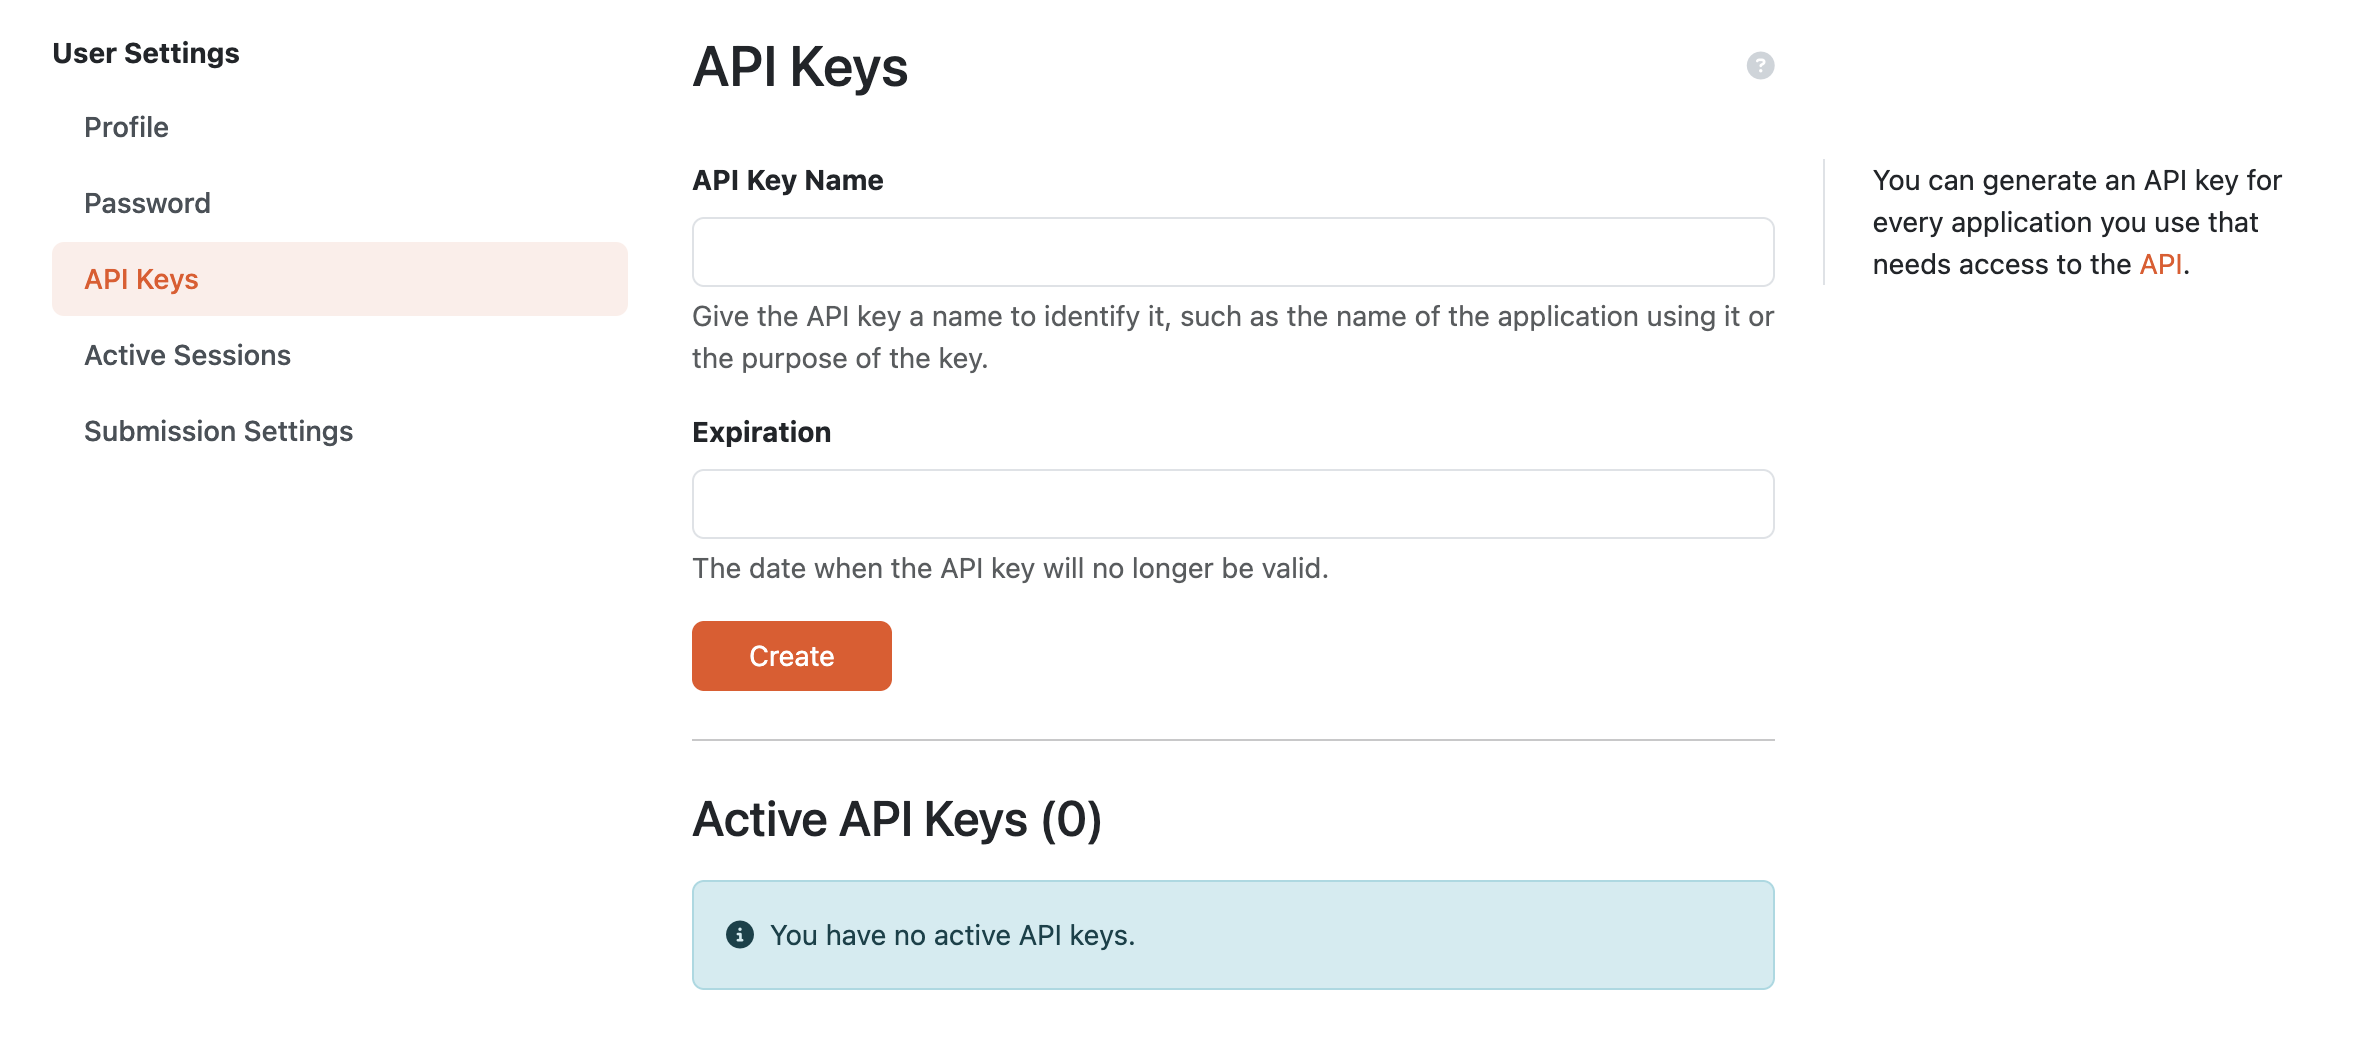 User Settings
Profile
Password
API Keys
Active Sessions
Submission Settings
API Keys
?
API Key Name
Give the API key a name to identify it, such as the name of the application using it or
the purpose of the key.
Expiration
The date when the API key will no longer be valid.
Create
Active API Keys (0)
You have no active API keys.
You can generate an API key for
every application you use that
needs access to the API.